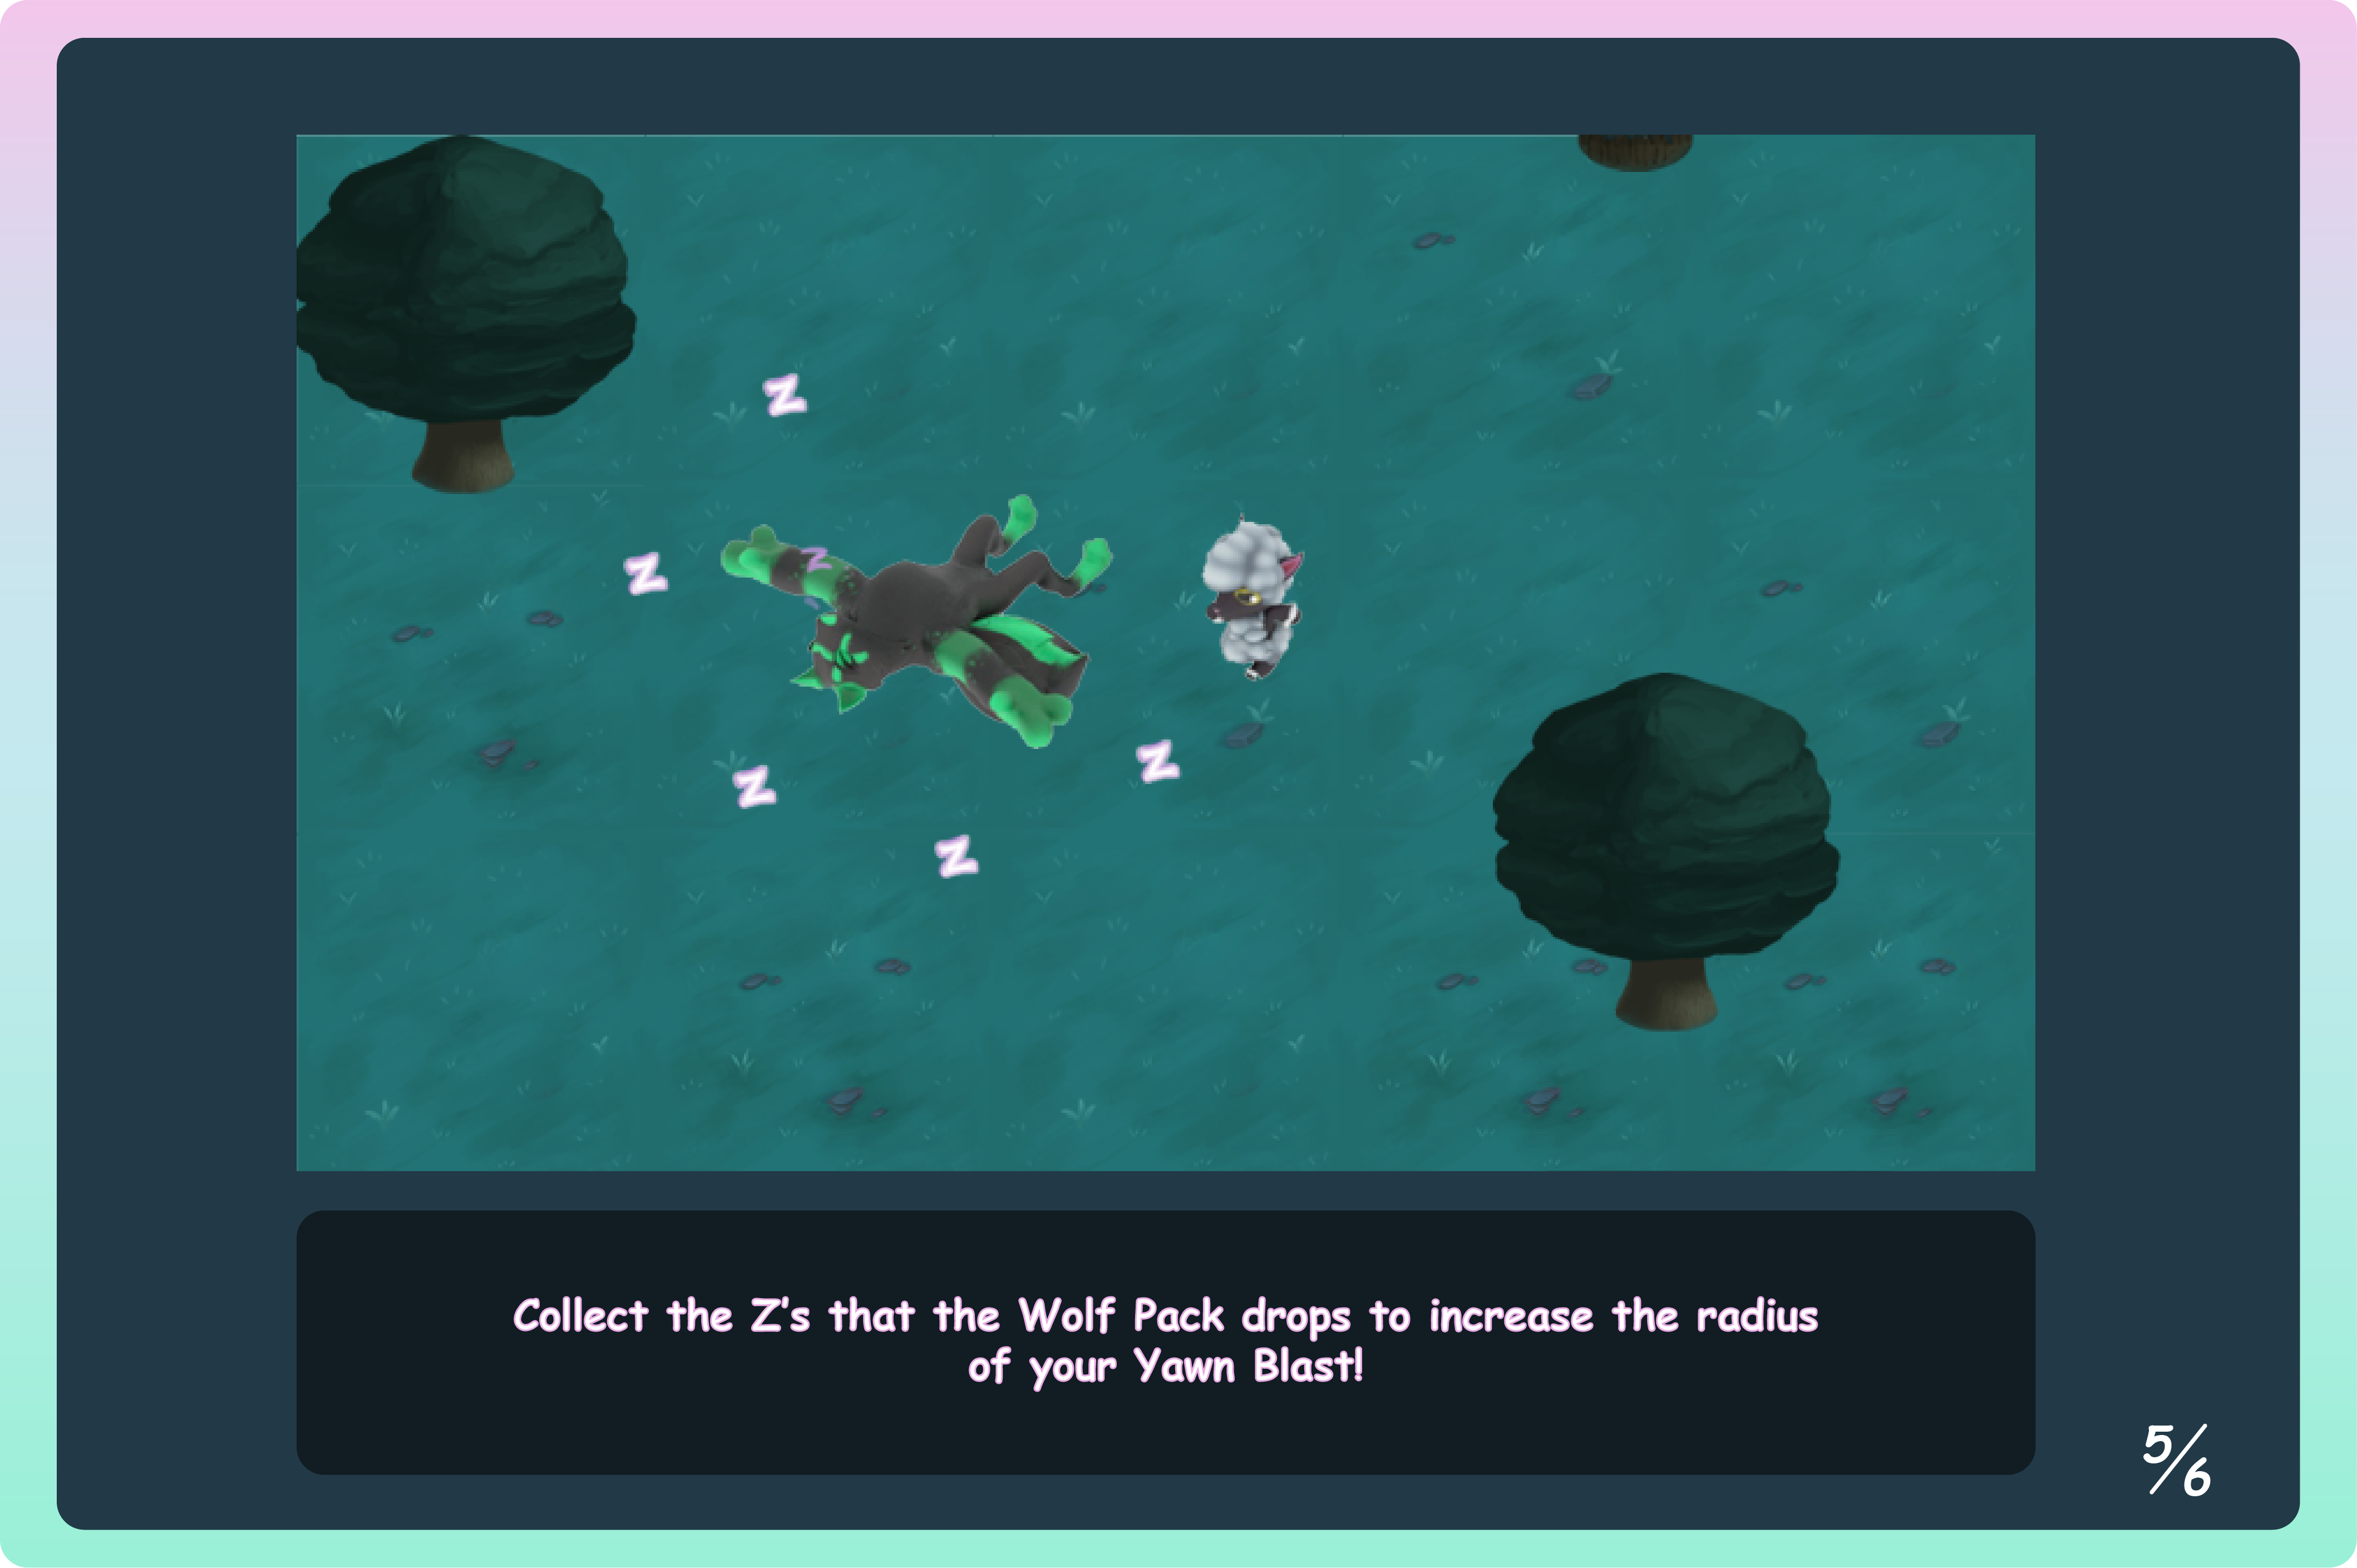 Z
Z
Z
Z
Z
Z
Collect the Z's that the Wolf Pack drops to increase the radius
of your Yawn Blast!
5/6